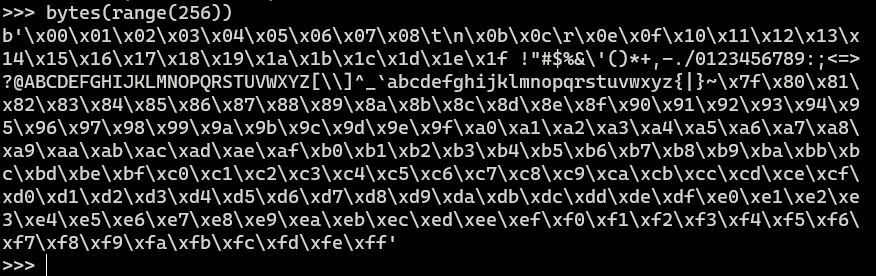 >>> bytes(range(256))
b'\x00\x01\x02\x03\x04\x05\x06\x07\x08\t\n\x0b\x0c\r\x0e\x0f\x10\x11\x12\x13\x
14\x15\x16\x17\x18\x19\x1a\x1b\x1c\x1d\x1e\x1f !"#$%&\'()*+,-./0123456789:;<=>
?@ABCDEFGHIJKLMNOPQRSTUVWXYZ[\\]^_`abcdefghijklmnopqrstuvwxyz{|}~\x7f\x80\x81\
x82\x83\x84\x85\x86\x87\x88\x89\x8a\x8b\x8c\x8d\x8e\x8f\x90\x91\x92\x93\x94\x9
5\x96\x97\x98\x99\x9a\x9b\x9c\x9d\x9e\x9f\xa0\xa1\xa2\xa3\xa4\xa5\xa6\xa7\xa8\
xa9\xaa\xab\xac\xad\xae\xaf\xb0\xb1\xb2\xb3\xb4\xb5\xb6\xb7\xb8\xb9\xba\xbb\xb
c\xbd\xbe\xbf\xc0\xc1\xc2\xc3\xc4\xc5\xc6\xc7\xc8\xc9\xca\xcb\xcc\xcd\xce\xcf\
xd0\xd1\xd2\xd3\xd4\xd5\xd6\xd7\xd8\xd9\xda\xdb\xdc\xdd\xde\xdf\xe0\xe1\xe2\xe
3\xe4\xe5\xe6\xe7\xe8\xe9\xea\xeb\xec\xed\xee\xef\xf0\xf1\xf2\xf3\xf4\xf5\xf6\
xf7\xf8\xf9\xfa\xfb\xfc\xfd\xfe\xff'
>>>